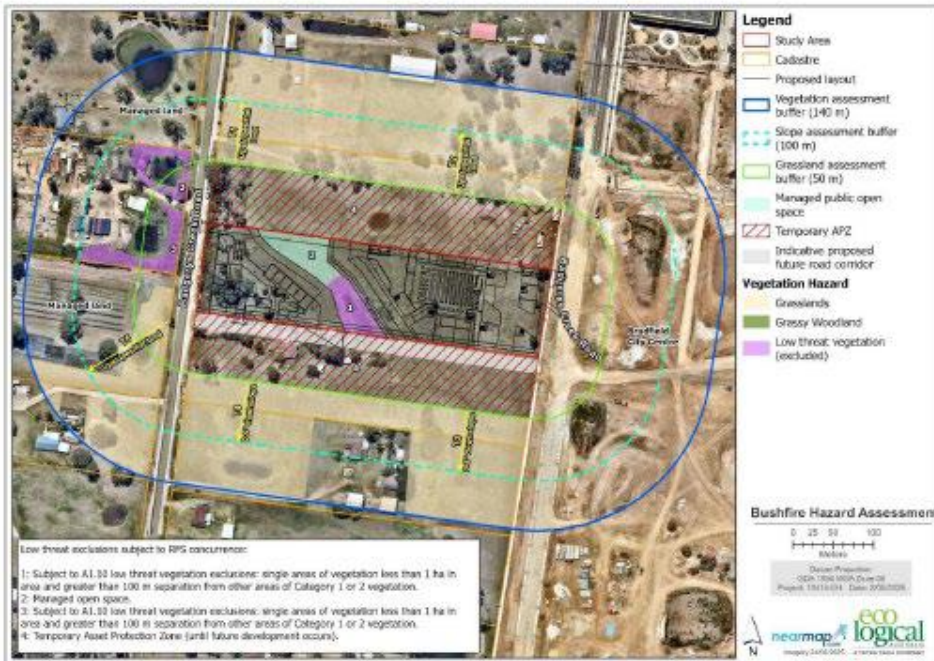 Legend
Study Area
Cadastre
Proposed layout
Vegetation assessment
buffer (140 m)
Slope assessment buffer
(100 m)
Grassland assessment
buffer (50 m)
Managed public open
space
Temporary APZ
Indicative proposed
future road corridor
Vegetation Hazard
Grasslands
Grassy Woodland
Low threat vegetation
(excluded)
Managed land
Managed land
Bradfield
City Centre
Bushfire Hazard Assessmen
0 25 50 100
Meters
Low threat exclusions subject to RFS concurrence:
1: Subject to A1.10 low threat vegetation exclusions: single areas of vegetation less than 1 ha in
area and greater than 100 m separation from other areas of Category 1 or 2 vegetation.
2: Managed open space.
3: Subject to A1.10 low threat vegetation exclusions: single areas of vegetation less than 1 ha in
area and greater than 100 m separation from other areas of Category 1 or 2 vegetation.
4: Temporary Asset Protection Zone (until future development occurs).
N
nearmap
eco
logical